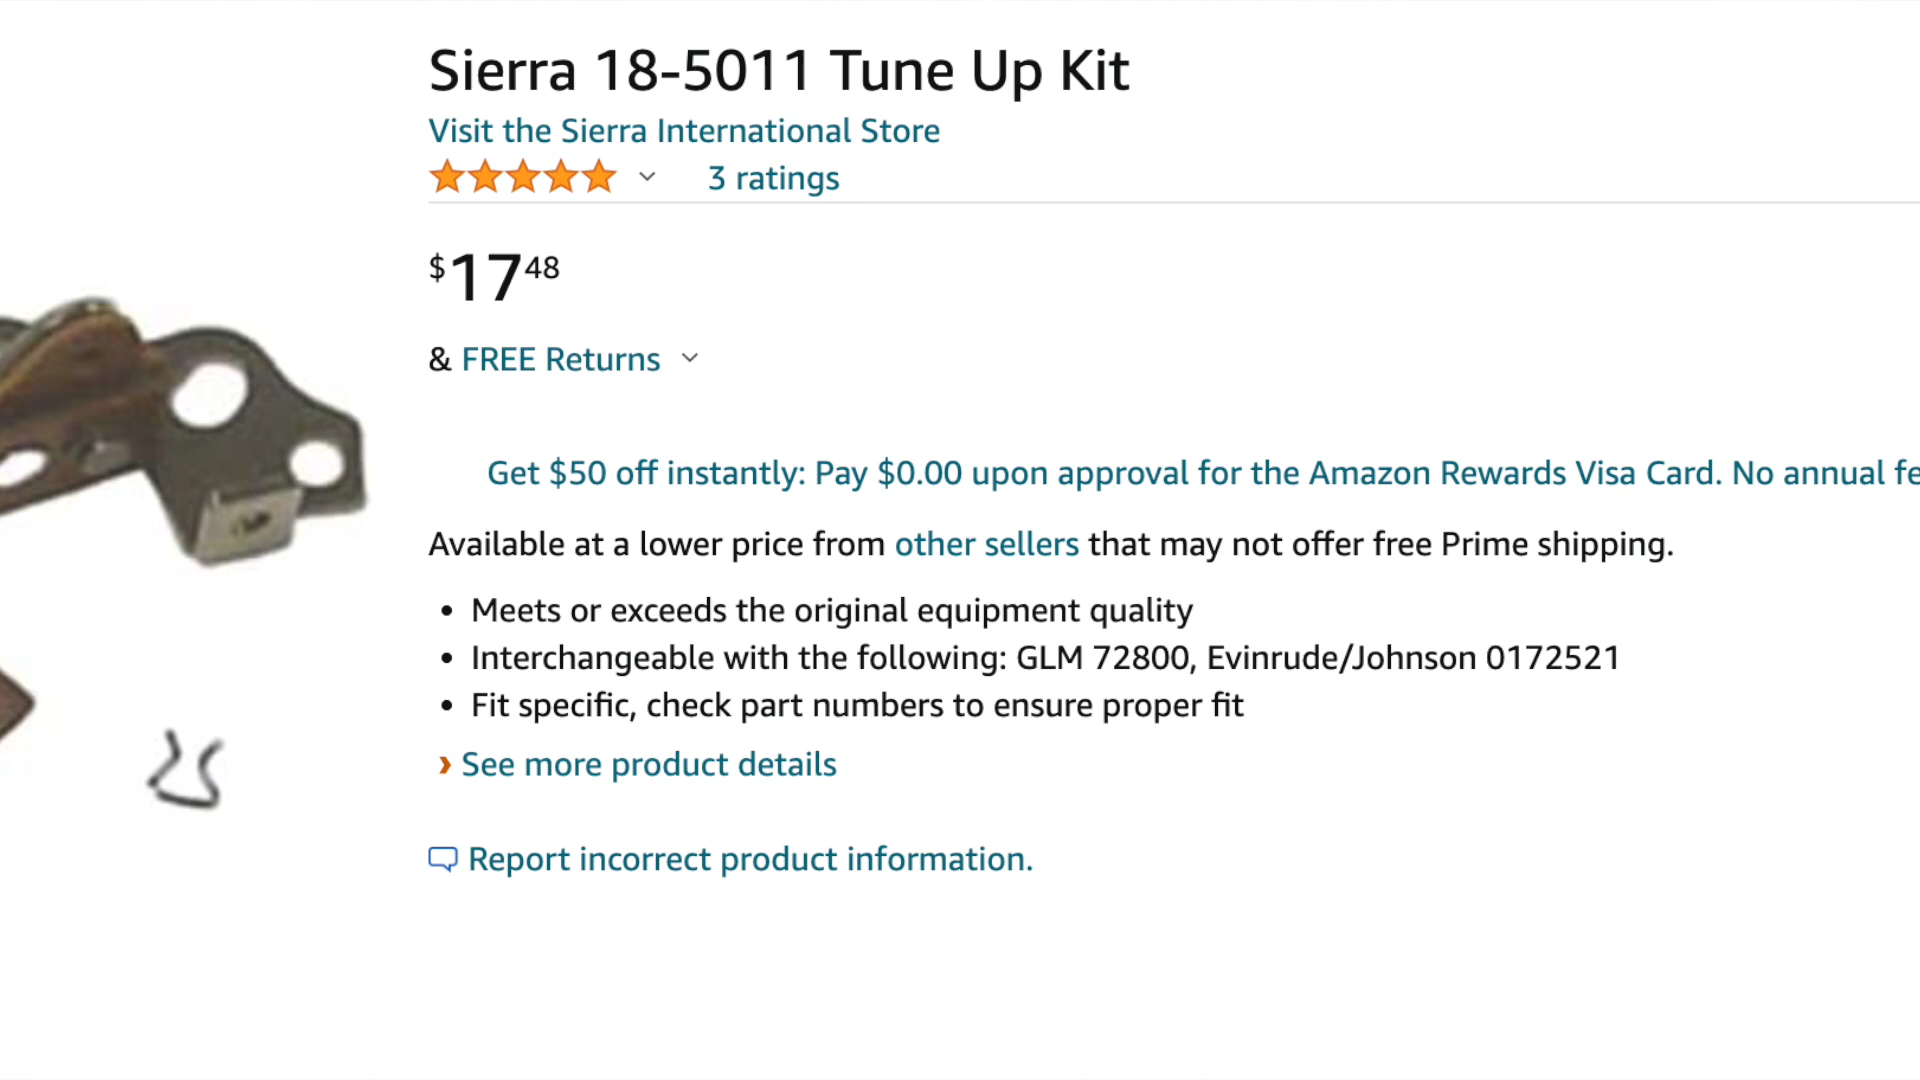 Sierra 18-5011 Tune Up Kit
Visit the Sierra International Store
3 ratings
$17 48
& FREE Returns
Get $50 off instantly: Pay $0.00 upon approval for the Amazon Rewards Visa Card. No annual fe
Available at a lower price from other sellers that may not offer free Prime shipping.
• Meets or exceeds the original equipment quality
• Interchangeable with the following: GLM 72800, Evinrude/Johnson 0172521
• Fit specific, check part numbers to ensure proper fit
› See more product details
Report incorrect product information.